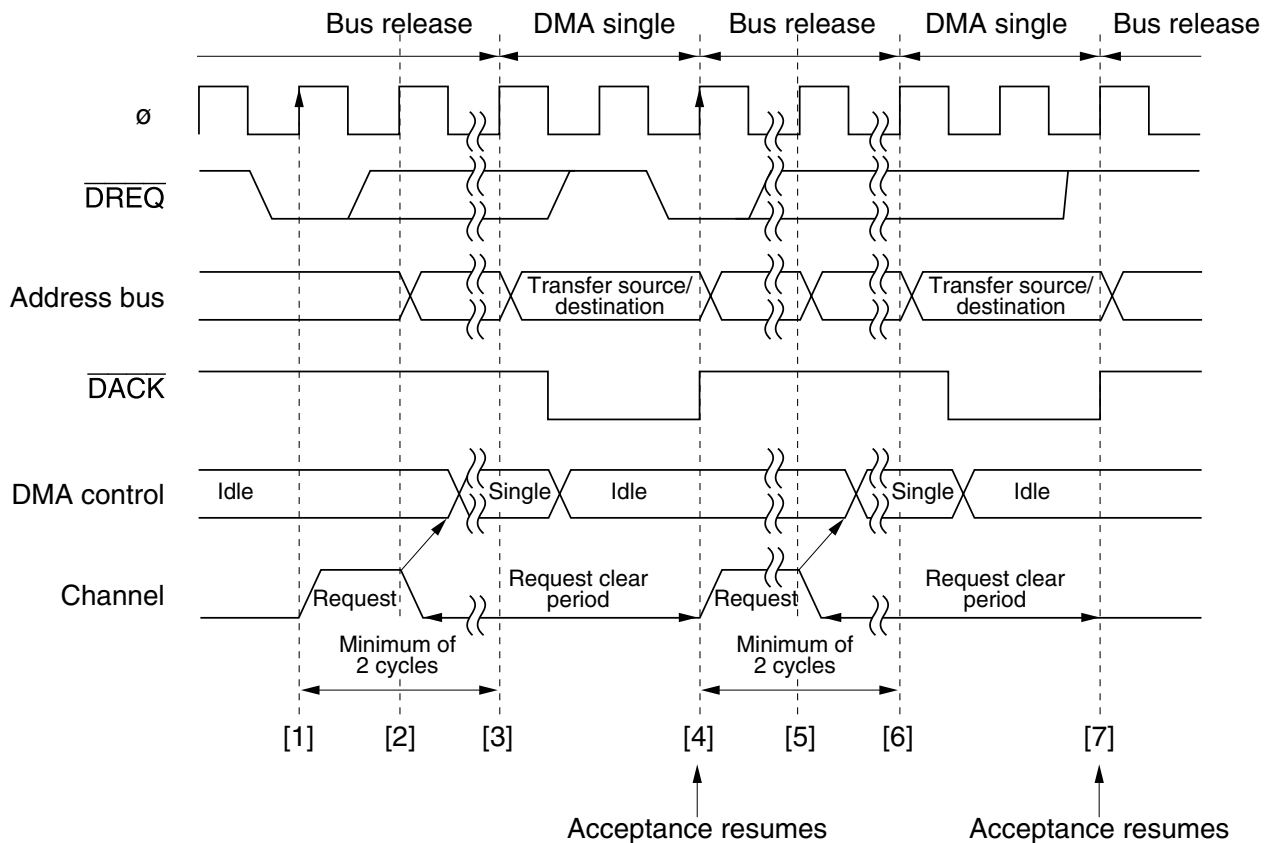 Bus release DMA single Bus release DMA single Bus release
ø
DREQ
Address bus
Transfer source/
destination
Transfer source/
destination
DACK
DMA control
Idle Single Idle Single Idle
Channel
Request
Request clear
period
Request
Request clear
period
Minimum of
2 cycles
Minimum of
2 cycles
[1] [2] [3] [4] [5] [6] [7]
Acceptance resumes Acceptance resumes